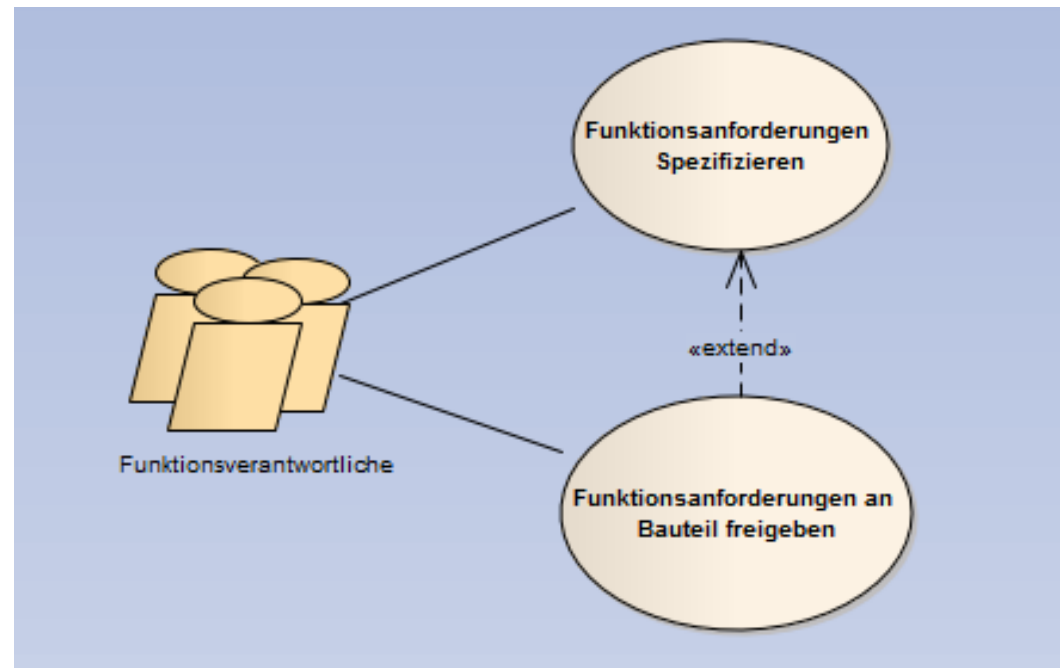 Funktionsanforderungen
Spezifizieren
«extend»
Funktionsverantwortliche
Funktionsanforderungen an
Bauteil freigeben